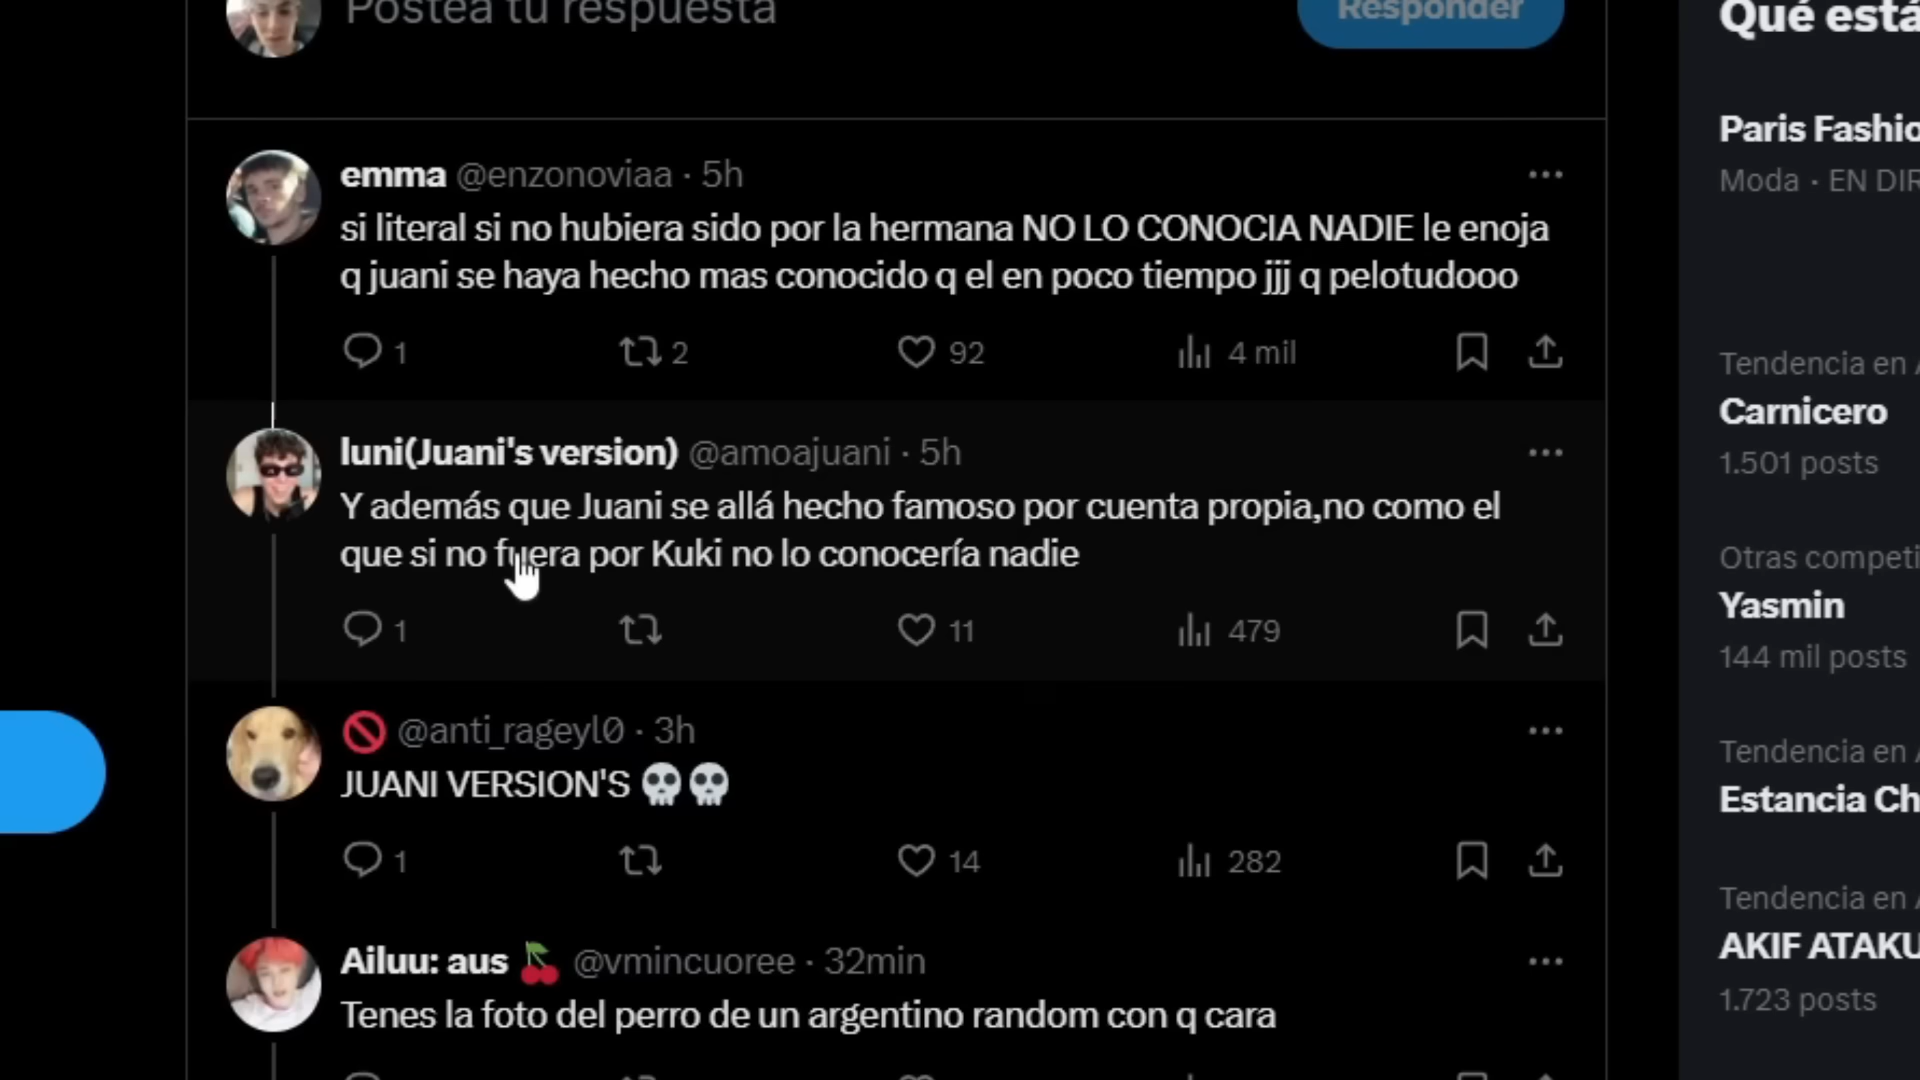 Postea tu respuesta
Responder
emma @enzonoviaa · 5h
si literal si no hubiera sido por la hermana NO LO CONOCIA NADIE le enoja
q juani se haya hecho mas conocido q el en poco tiempo jjj q pelotudooo
1 2 92 4 mil
luni(Juani's version) @amoajuani · 5h
Y además que Juani se allá hecho famoso por cuenta propia,no como el
que si no fuera por Kuki no lo conocería nadie
1 11 479
🚫 @anti_rageyl0 · 3h
JUANI VERSION'S 💀💀
1 14 282
Ailuu: aus 🍒 @vmincuoree · 32min
Tenes la foto del perro de un argentino random con q cara
Qué está
Paris Fashio
Moda · EN DIR
Tendencia en A
Carnicero
1.501 posts
Otras competi
Yasmin
144 mil posts
Tendencia en A
Estancia Ch
Tendencia en A
AKIF ATAKU
1.723 posts